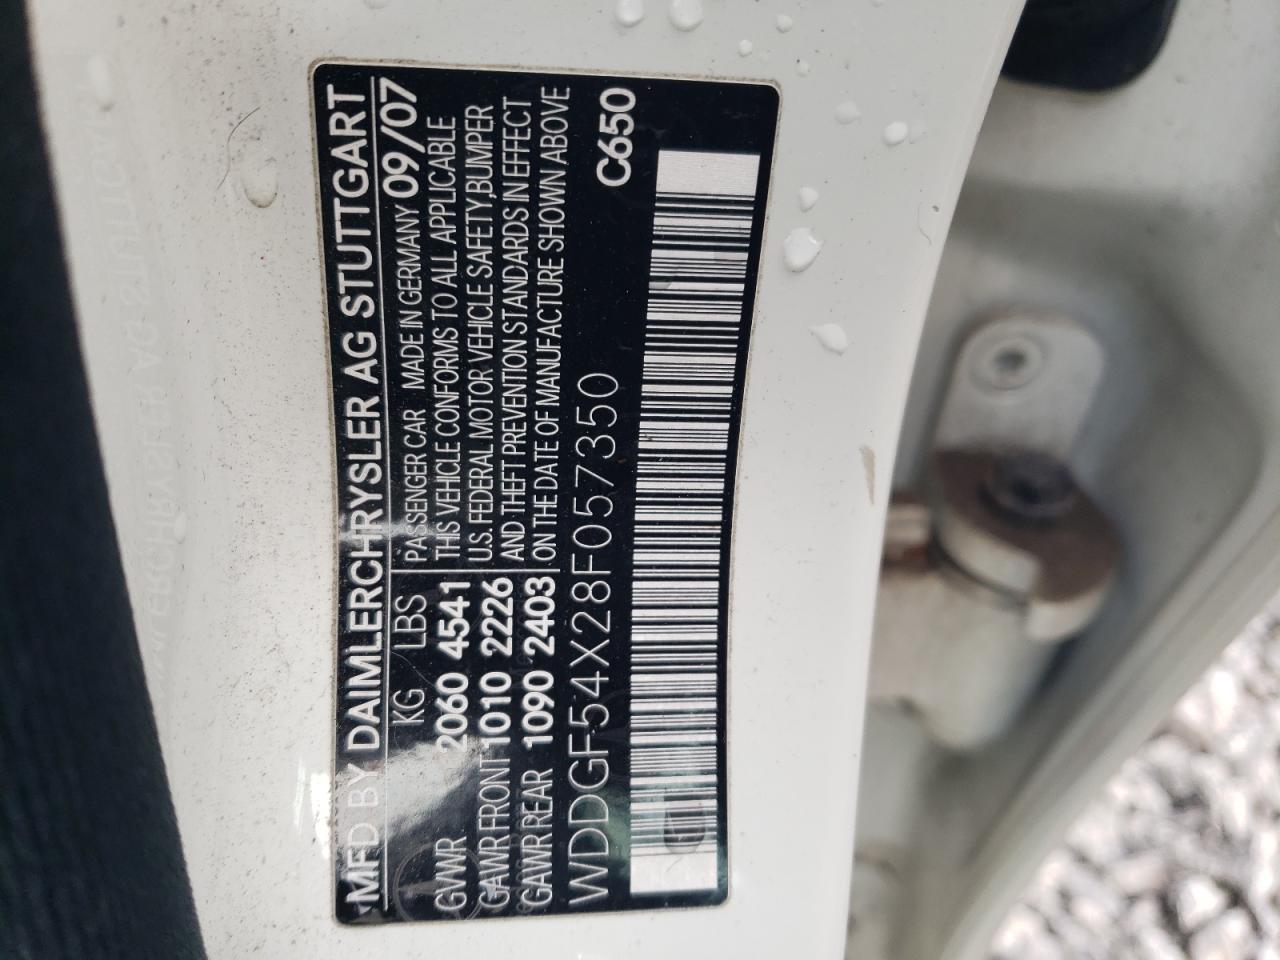 MFD BY DAIMLERCHRYSLER AG STUTTGART
KG LBS PASSENGER CAR MADE IN GERMANY 09/07
GVWR 2060 4541 THIS VEHICLE CONFORMS TO ALL APPLICABLE
GAWR FRONT 1010 2226 U.S. FEDERAL MOTOR VEHICLE SAFETY,BUMPER
GAWR REAR 1090 2403 AND THEFT PREVENTION STANDARDS IN EFFECT
ON THE DATE OF MANUFACTURE SHOWN ABOVE
WDDGF54X28F057350 C650